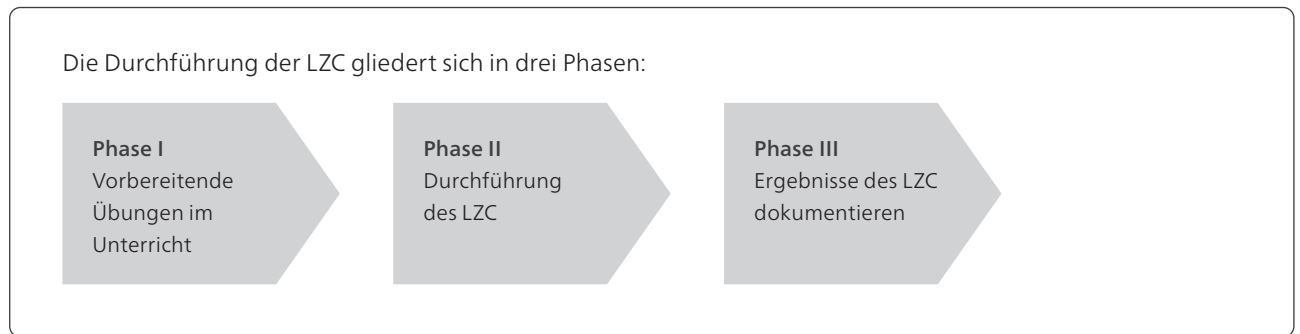 Die Durchführung der LZC gliedert sich in drei Phasen:
Phase I
Vorbereitende
Übungen im
Unterricht
Phase II
Durchführung
des LZC
Phase III
Ergebnisse des LZC
dokumentieren